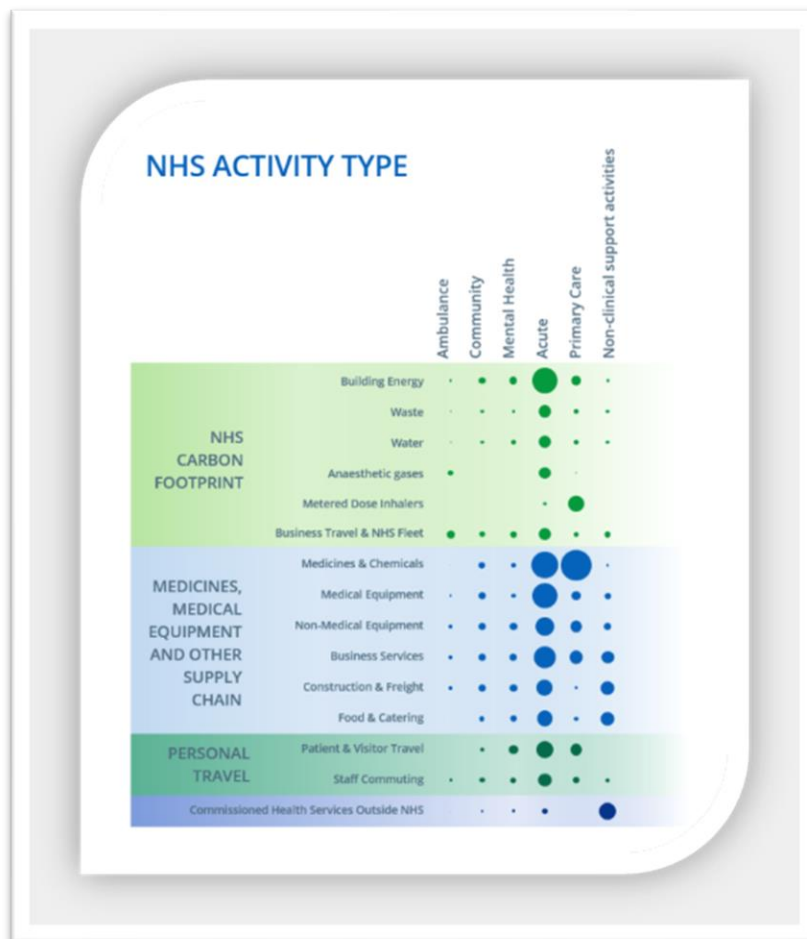 NHS ACTIVITY TYPE
Ambulance
Community
Mental Health
Acute
Primary Care
Non-clinical support activities
NHS
CARBON
FOOTPRINT
Building Energy
Waste
Water
Anaesthetic gases
Metered Dose Inhalers
Business Travel & NHS Fleet
MEDICINES,
MEDICAL
EQUIPMENT
AND OTHER
SUPPLY
CHAIN
Medicines & Chemicals
Medical Equipment
Non-Medical Equipment
Business Services
Construction & Freight
Food & Catering
PERSONAL
TRAVEL
Patient & Visitor Travel
Staff Commuting
Commissioned Health Services Outside NHS